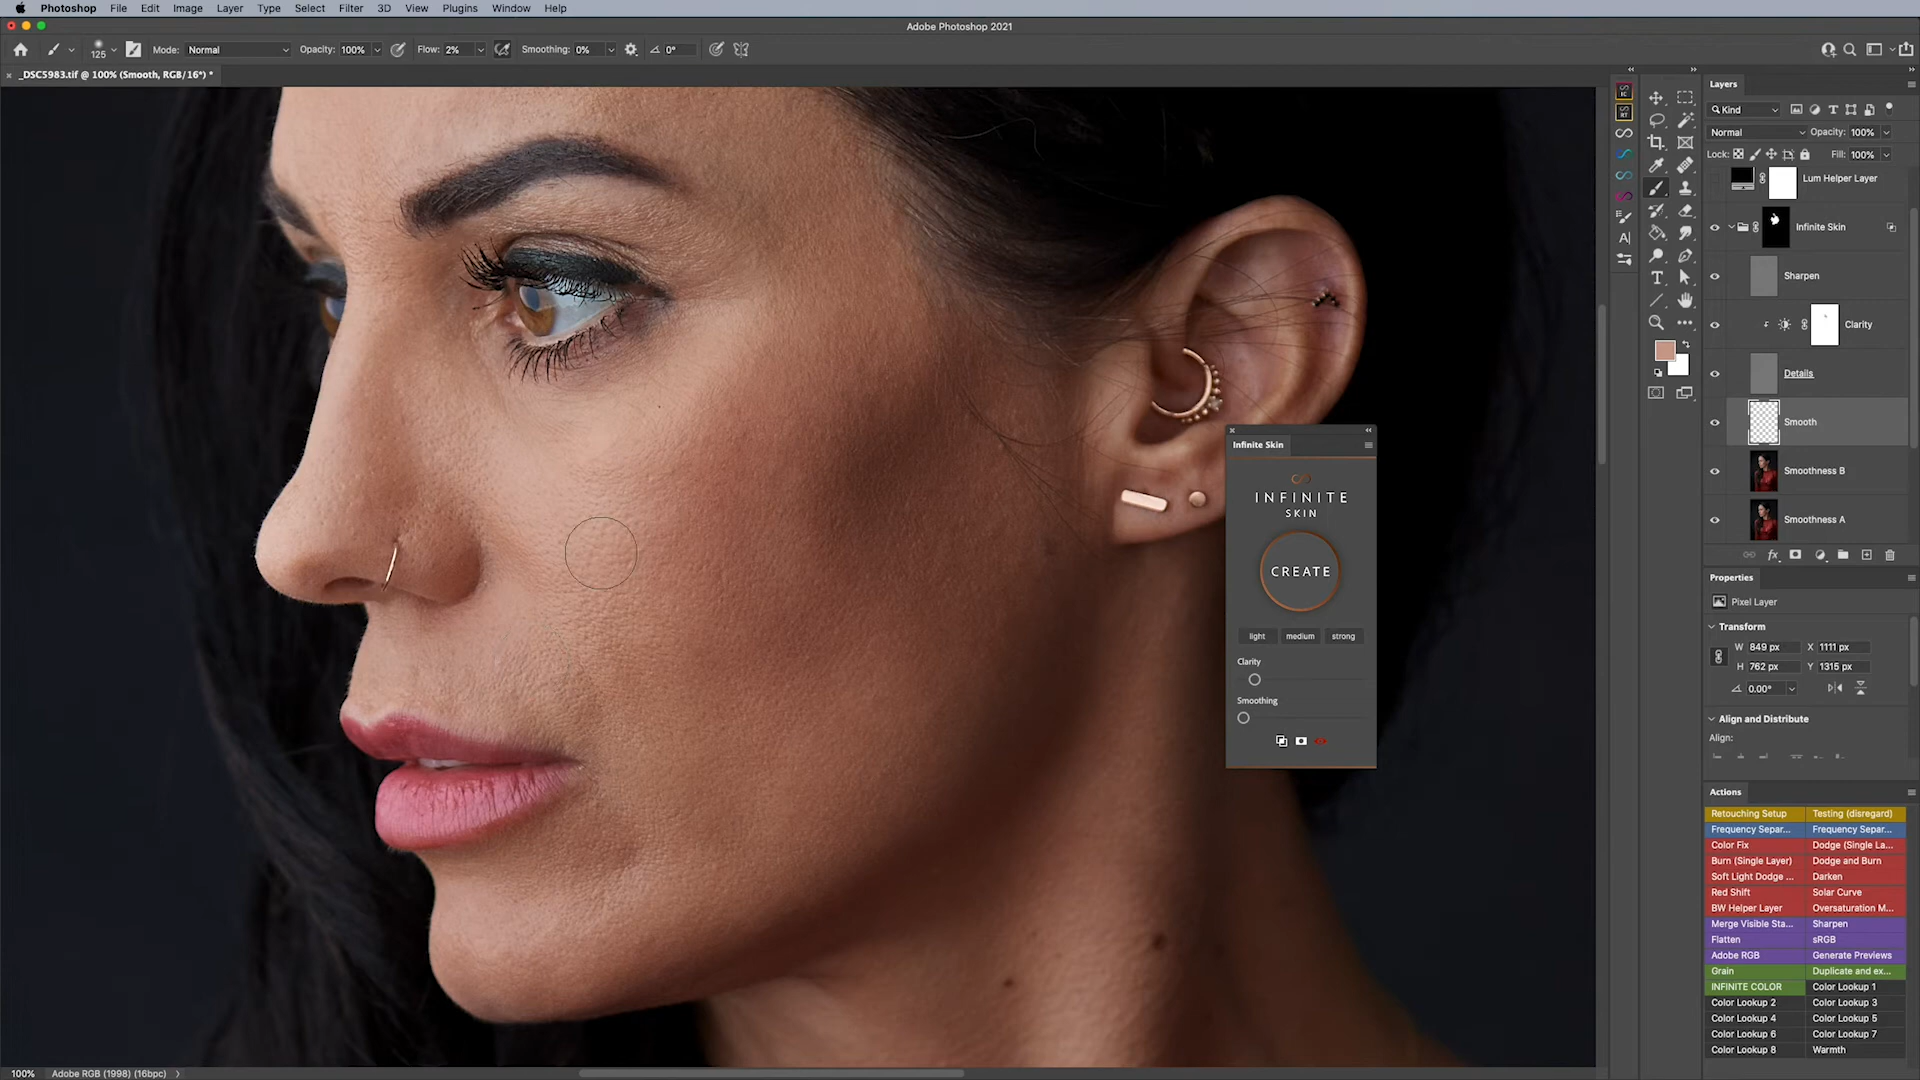 Photoshop File Edit Image Layer Type Select Filter 3D View Plugins Window Help
Adobe Photoshop 2021
125 Mode: Normal Opacity: 100% Flow: 2% Smoothing: 0% 0°
_DSC5983.tif @ 100% (Smooth, RGB/16*) *
Layers
Kind
Normal Opacity: 100%
Lock: Fill: 100%
Lum Helper Layer
Infinite Skin
Sharpen
Clarity
Details
Smooth
Smoothness B
Smoothness A
fx
Infinite Skin
INFINITE
SKIN
CREATE
light medium strong
Clarity
Smoothing
Properties
Pixel Layer
Transform
W 849 px X 1111 px
H 762 px Y 1315 px
0.00°
Align and Distribute
Align:
Actions
Retouching Setup Testing (disregard)
Frequency Separ... Frequency Separ...
Color Fix Dodge (Single La...
Burn (Single Layer) Dodge and Burn
Soft Light Dodge ... Darken
Red Shift Solar Curve
BW Helper Layer Oversaturation M...
Merge Visible Sta... Sharpen
Flatten sRGB
Adobe RGB Generate Previews
Grain Duplicate and ex...
INFINITE COLOR Color Lookup 1
Color Lookup 2 Color Lookup 3
Color Lookup 4 Color Lookup 5
Color Lookup 6 Color Lookup 7
Color Lookup 8 Warmth
100% Adobe RGB (1998) (16bpc)